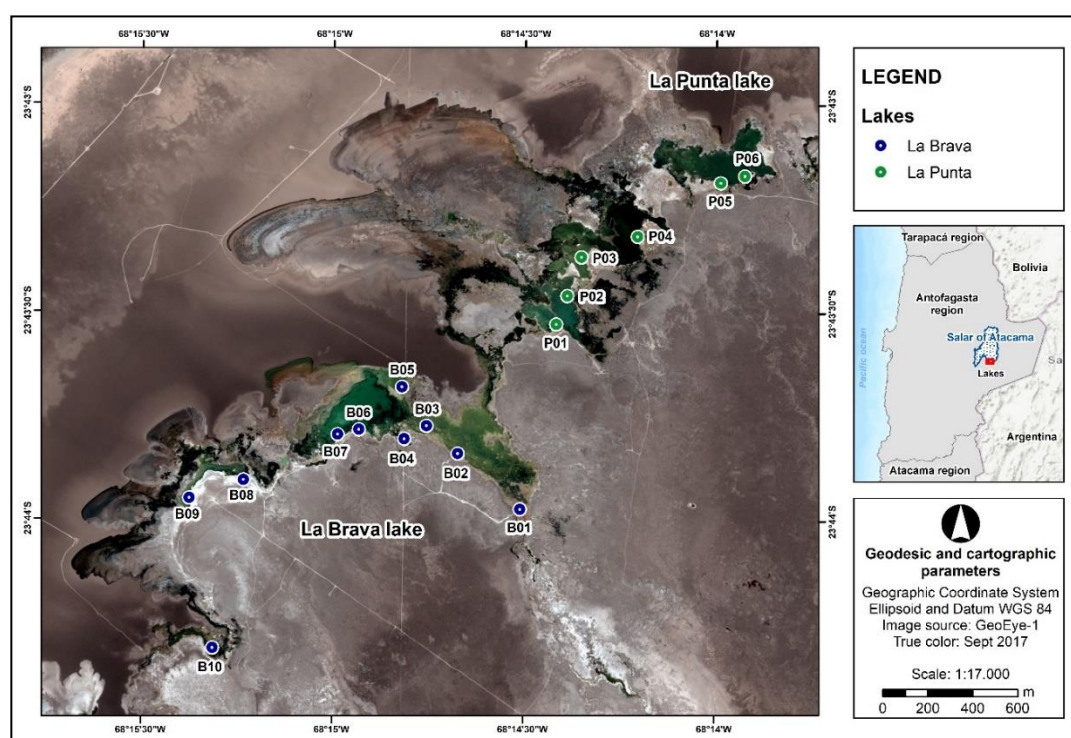 68°15'30"W
68°15'W
68°14'30"W
68°14'W
23°43'S
23°43'S
La Punta lake
P06
P05
P04
P03
P02
P01
23°43'30"S
23°43'30"S
B05
B06
B03
B07
B04
B02
B08
B09
B01
La Brava lake
23°44'S
23°44'S
B10
68°15'30"W
68°15'W
68°14'30"W
68°14'W
LEGEND
Lakes
La Brava
La Punta
Tarapacá region
Bolivia
Antofagasta
region
Salar of Atacama
Sa
Lakes
Pacific ocean
Argentina
Atacama region
Geodesic and cartographic
parameters
Geographic Coordinate System
Ellipsoid and Datum WGS 84
Image source: GeoEye-1
True color: Sept 2017
Scale: 1:17.000
m
0 200 400 600